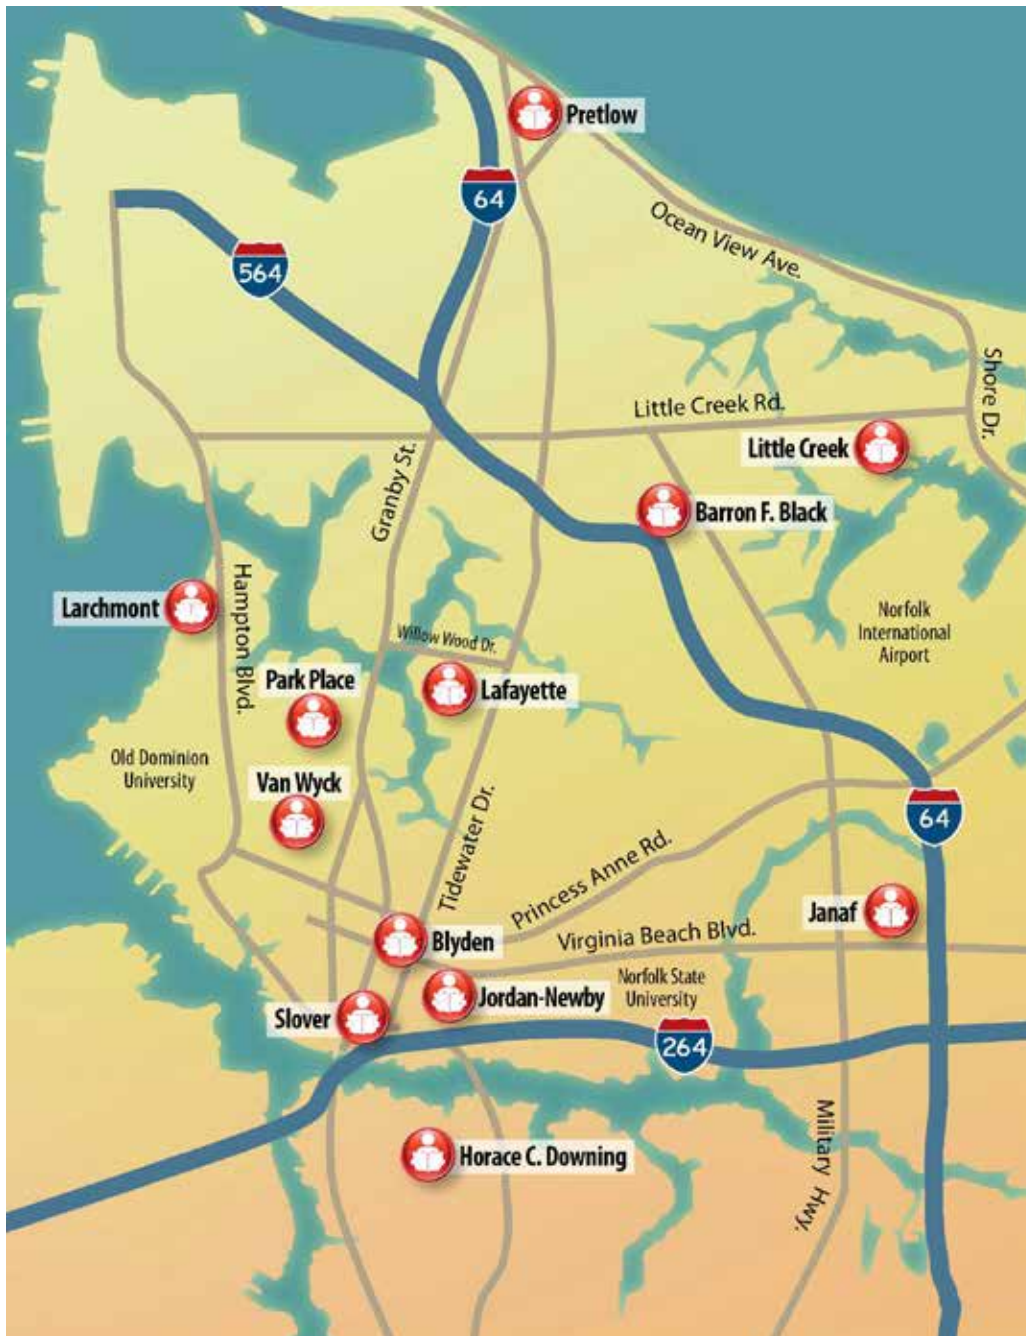 Pretlow
64
Ocean View Ave.
564
Shore Dr.
Little Creek Rd.
Little Creek
Granby St.
Barron F. Black
Larchmont
Hampton Blvd.
Norfolk
International
Airport
Willow Wood Dr.
Park Place
Lafayette
Old Dominion
University
Van Wyck
64
Tidewater Dr.
Princess Anne Rd.
Janaf
Blyden
Virginia Beach Blvd.
Norfolk State
University
Jordan-Newby
Slover
264
Military Hwy.
Horace C. Downing